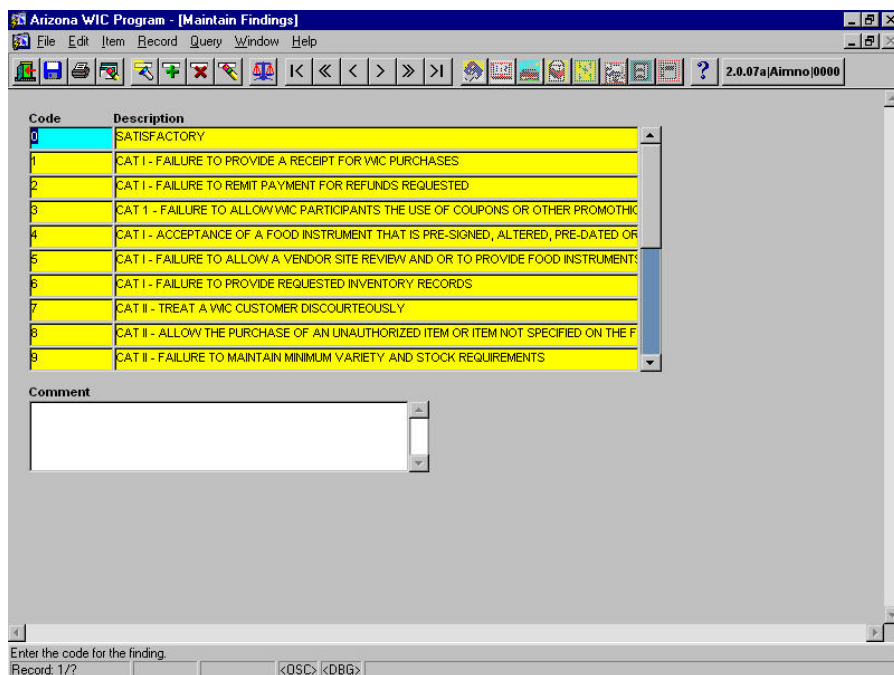 Arizona WIC Program - [Maintain Findings]
File Edit Item Record Query Window Help
? 2.0.07a|Aimno|0000
Code Description
0 SATISFACTORY
1 CAT I - FAILURE TO PROVIDE A RECEIPT FOR WIC PURCHASES
2 CAT I - FAILURE TO REMIT PAYMENT FOR REFUNDS REQUESTED
3 CAT 1 - FAILURE TO ALLOW WIC PARTICIPANTS THE USE OF COUPONS OR OTHER PROMOTHIC
4 CAT I - ACCEPTANCE OF A FOOD INSTRUMENT THAT IS PRE-SIGNED, ALTERED, PRE-DATED OR
5 CAT I - FAILURE TO ALLOW A VENDOR SITE REVIEW AND OR TO PROVIDE FOOD INSTRUMENTS
6 CAT I - FAILURE TO PROVIDE REQUESTED INVENTORY RECORDS
7 CAT II - TREAT A WIC CUSTOMER DISCOURTEOUSLY
8 CAT II - ALLOW THE PURCHASE OF AN UNAUTHORIZED ITEM OR ITEM NOT SPECIFIED ON THE F
9 CAT II - FAILURE TO MAINTAIN MINIMUM VARIETY AND STOCK REQUIREMENTS
Comment
Enter the code for the finding.
Record: 1/? <OSC> <DBG>